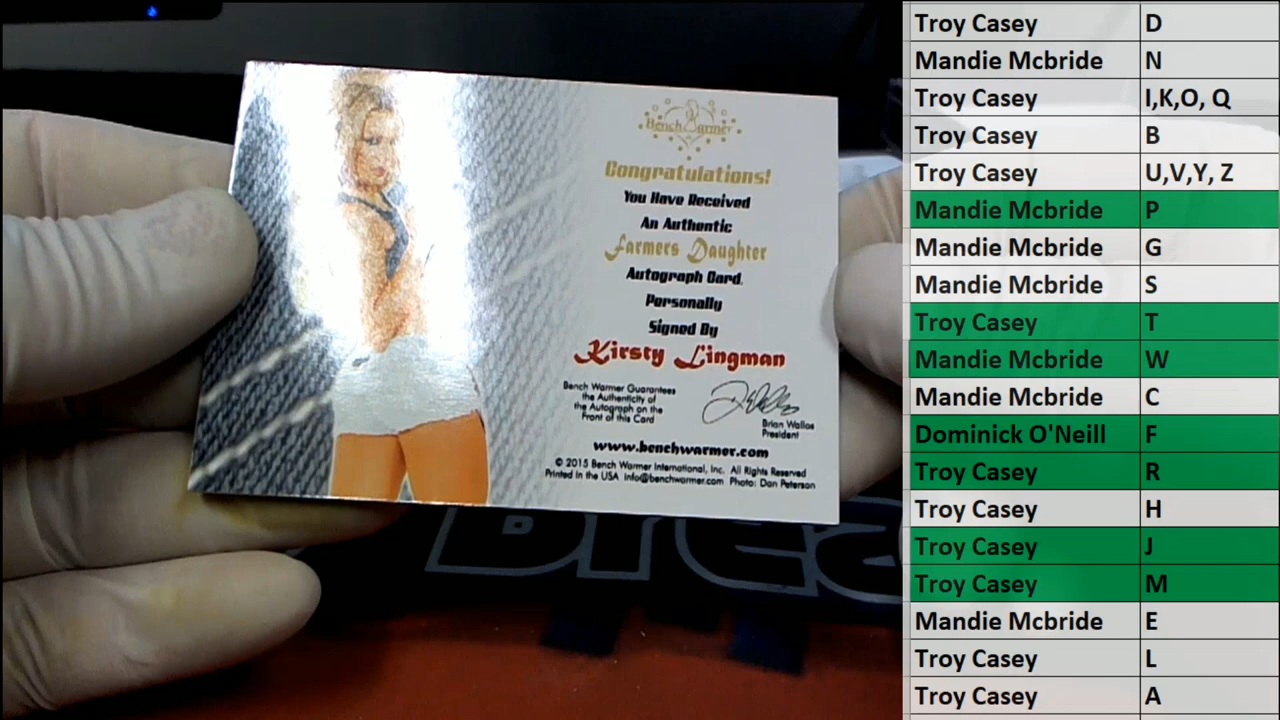 Bench Warmer
Congratulations!
You Have Received
An Authentic
Farmers Daughter
Autograph Card.
Personally
Signed By
Kirsty Lingman
Bench Warmer Guarantees
the Authenticity of
the Autograph on the
Front of this Card
Brian Wallos
President
www.benchwarmer.com
© 2015 Bench Warmer International, Inc. All Rights Reserved
Printed in the USA Info@benchwarmer.com Photo: Dan Peterson
Brea
Troy Casey D
Mandie Mcbride N
Troy Casey I,K,O, Q
Troy Casey B
Troy Casey U,V,Y, Z
Mandie Mcbride P
Mandie Mcbride G
Mandie Mcbride S
Troy Casey T
Mandie Mcbride W
Mandie Mcbride C
Dominick O'Neill F
Troy Casey R
Troy Casey H
Troy Casey J
Troy Casey M
Mandie Mcbride E
Troy Casey L
Troy Casey A